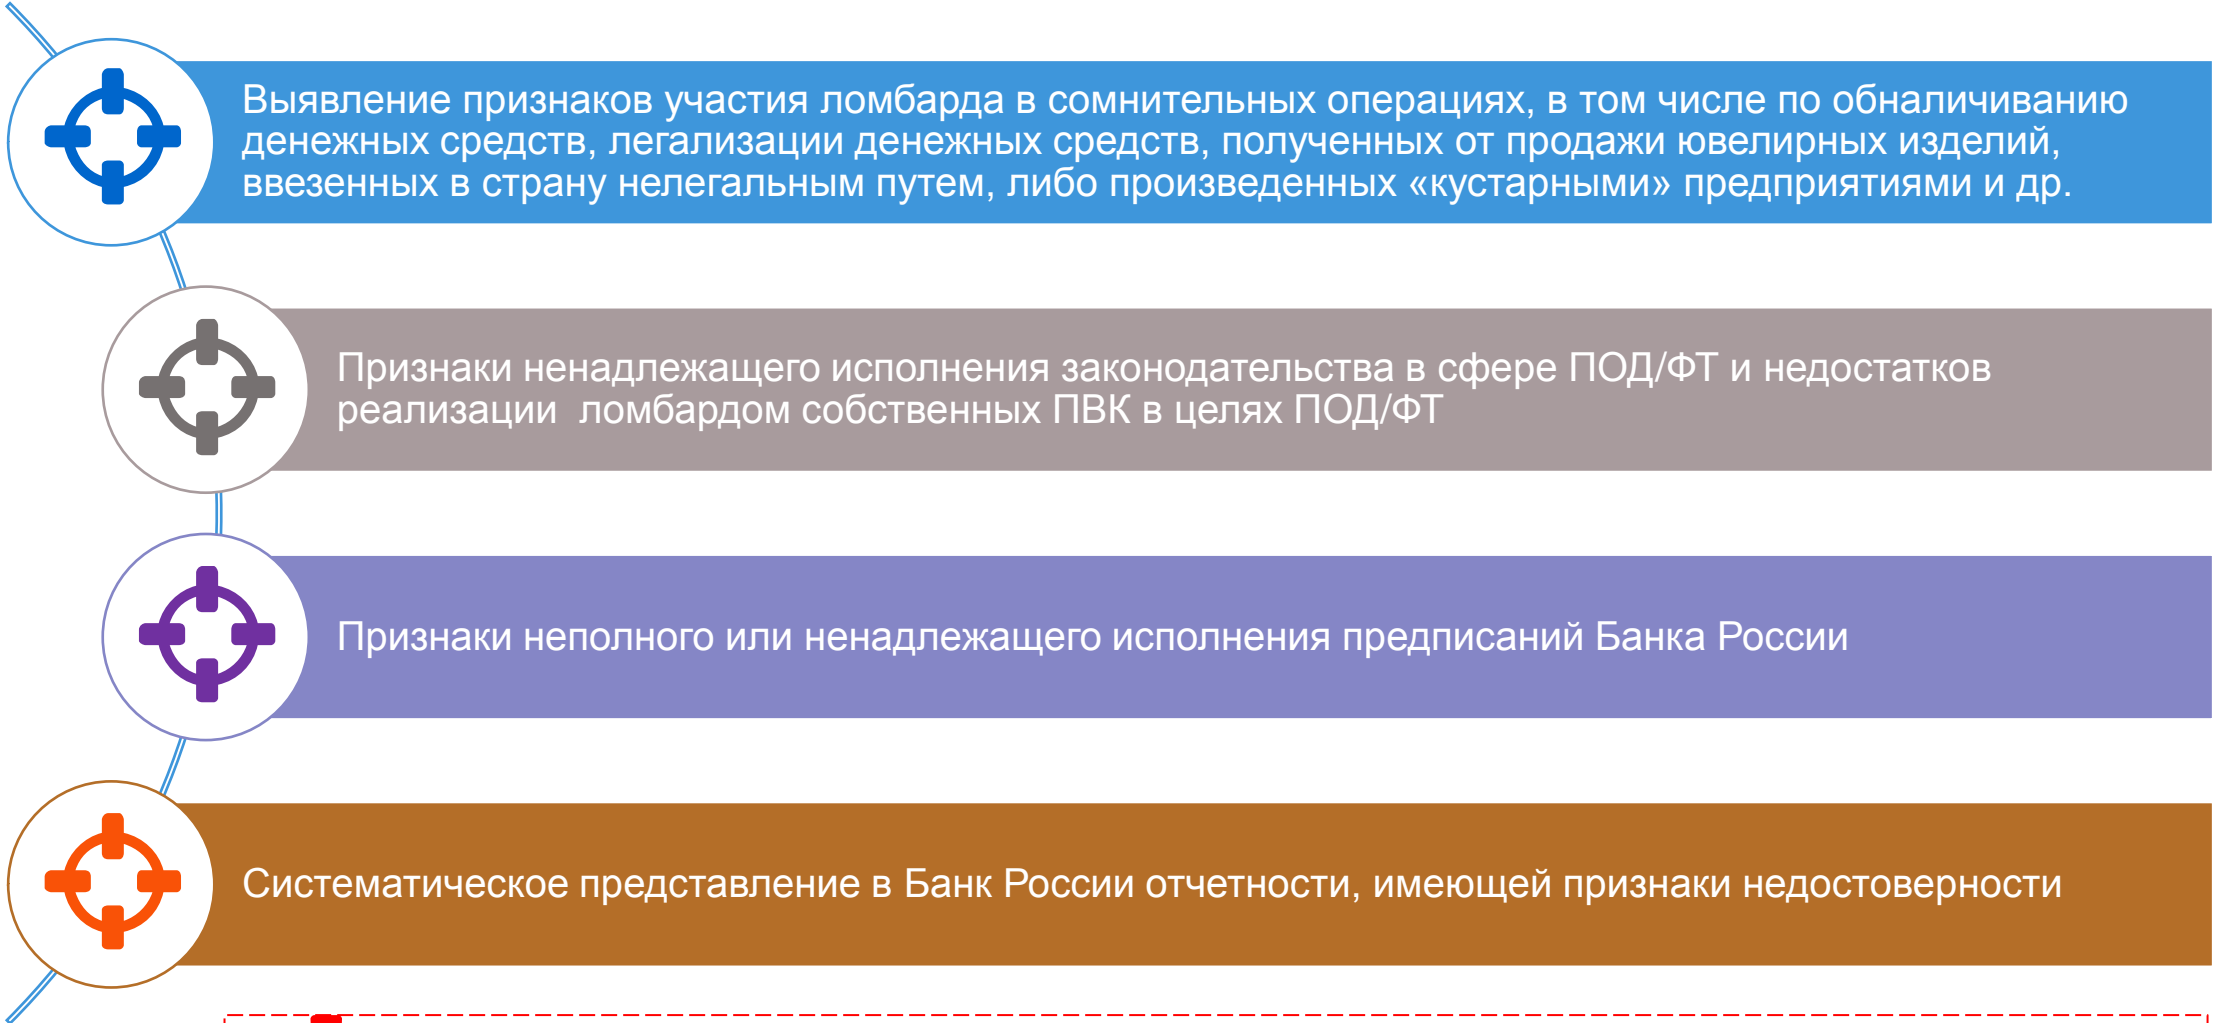 Выявление признаков участия ломбарда в сомнительных операциях, в том числе по обналичиванию
денежных средств, легализации денежных средств, полученных от продажи ювелирных изделий,
ввезенных в страну нелегальным путем, либо произведенных «кустарными» предприятиями и др.
Признаки ненадлежащего исполнения законодательства в сфере ПОД/ФТ и недостатков
реализации  ломбардом собственных ПВК в целях ПОД/ФТ
Признаки неполного или ненадлежащего исполнения предписаний Банка России
Систематическое представление в Банк России отчетности, имеющей признаки недостоверности